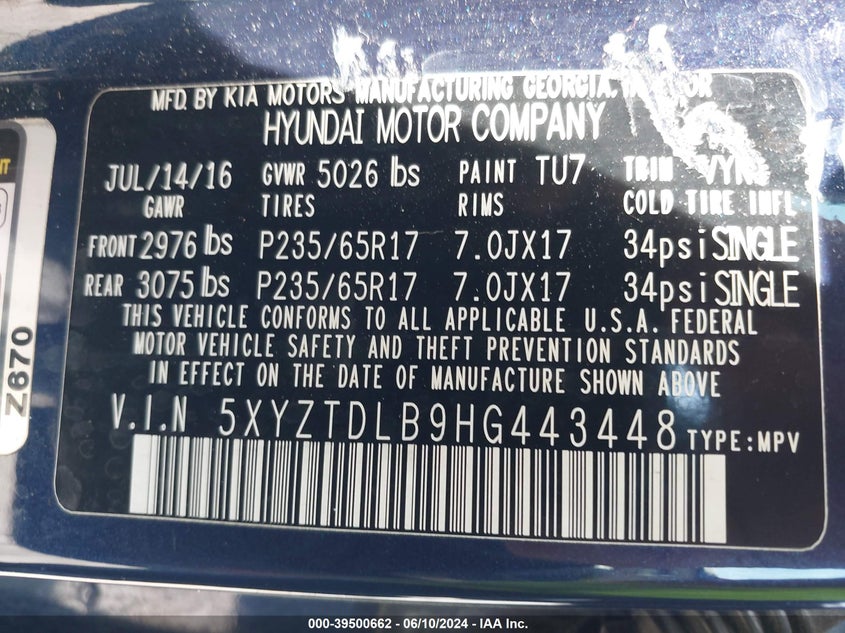 MFD. BY KIA MOTORS MANUFACTURING GEORGIA,
HYUNDAI MOTOR COMPANY
JUL/14/16 GVWR 5026 lbs PAINT TU7 TRIM
GAWR TIRES RIMS COLD TIRE INFL
FRONT 2976 lbs P235/65R17 7.0JX17 34psi SINGLE
REAR 3075 lbs P235/65R17 7.0JX17 34psi SINGLE
THIS VEHICLE CONFORMS TO ALL APPLICABLE U.S.A. FEDERAL
MOTOR VEHICLE SAFETY AND THEFT PREVENTION STANDARDS
IN EFFECT ON THE DATE OF MANUFACTURE SHOWN ABOVE
V.I.N 5XYZTDLB9HG443448 TYPE:MPV
Z670
000-39500662 - 06/10/2024 - IAA Inc.